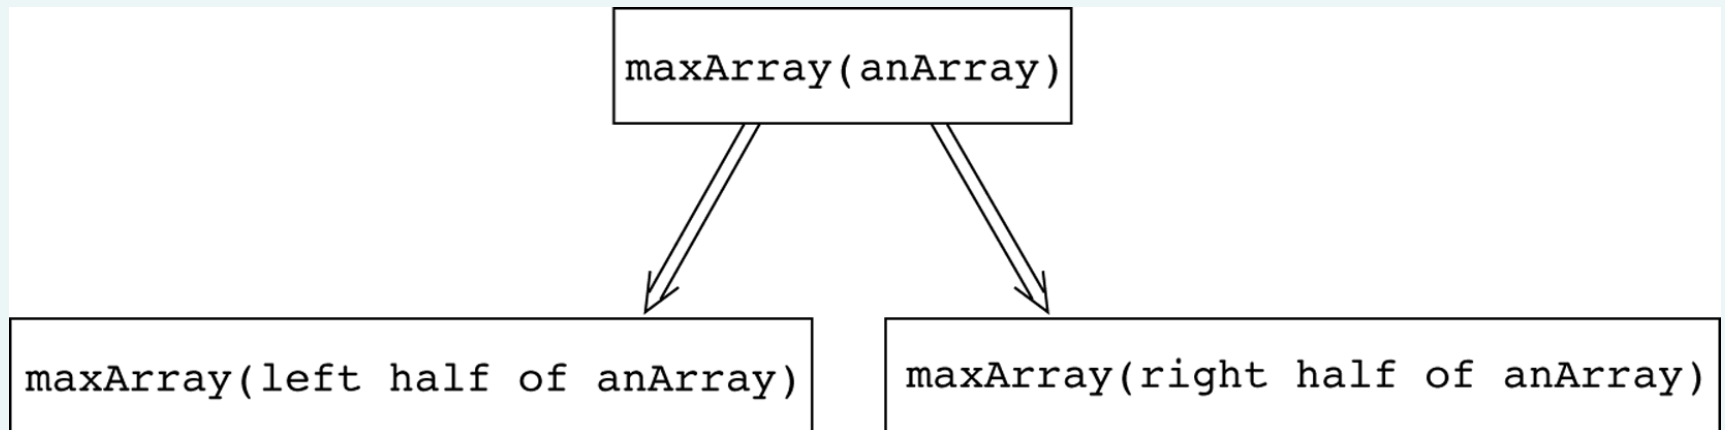 maxArray(anArray)
maxArray(left half of anArray)
maxArray(right half of anArray)